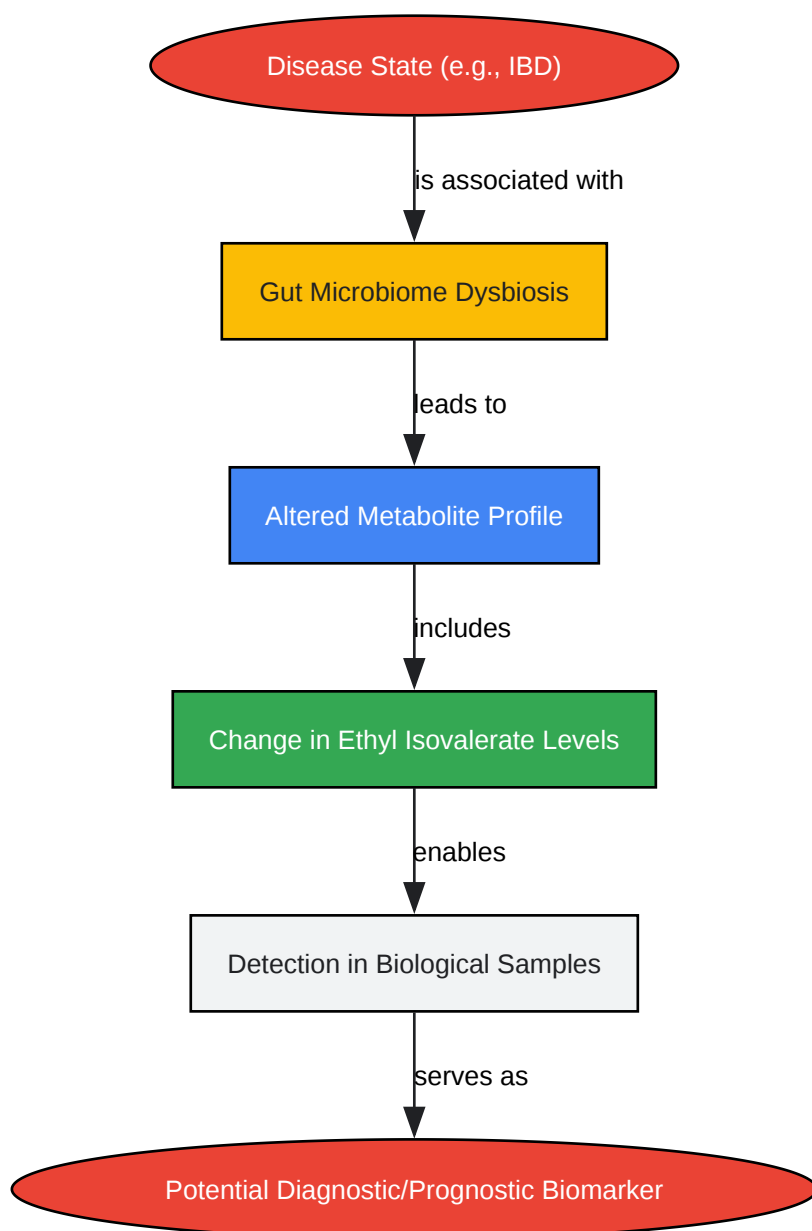 Disease State (e.g., IBD)
is associated with
Gut Microbiome Dysbiosis
leads to
Altered Metabolite Profile
includes
Change in Ethyl Isovalerate Levels
enables
Detection in Biological Samples
serves as
Potential Diagnostic/Prognostic Biomarker